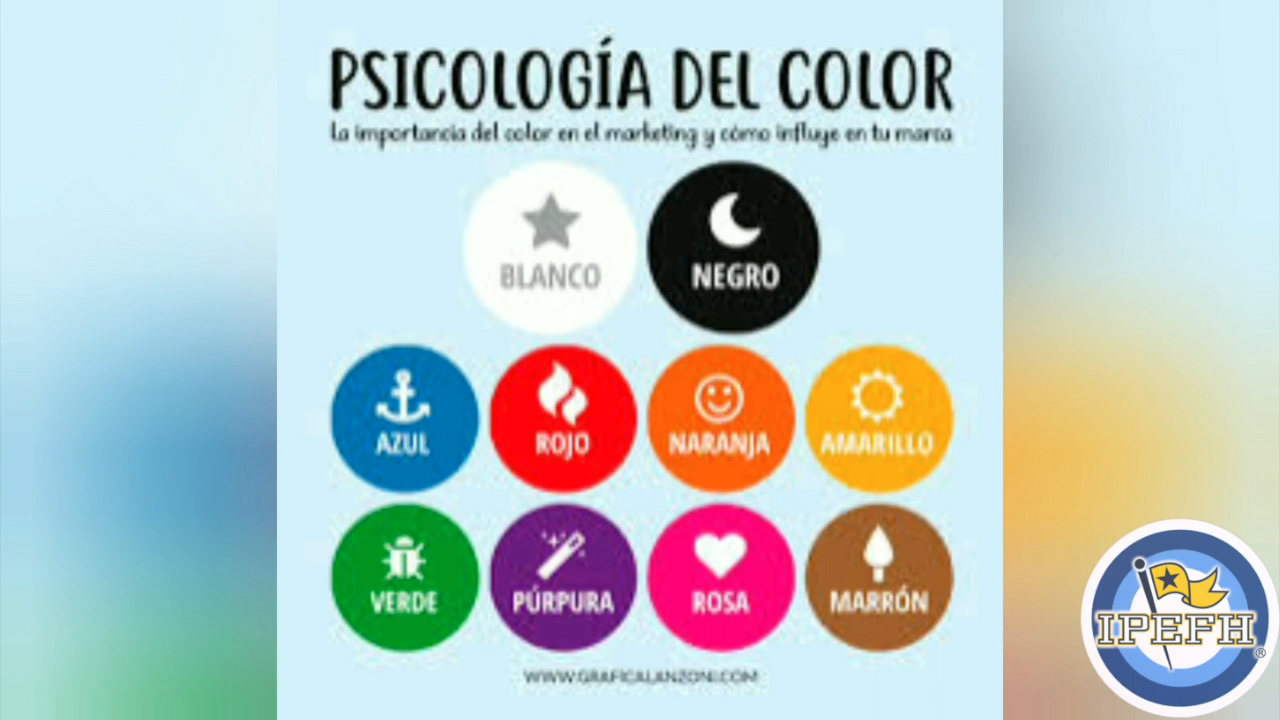 PSICOLOGÍA DEL COLOR
La importancia del color en el marketing y cómo influye en tu marca
BLANCO
NEGRO
AZUL
ROJO
NARANJA
AMARILLO
VERDE
PÚRPURA
ROSA
MARRÓN
WWW.GRAFICALANZONI.COM
IPEFH®